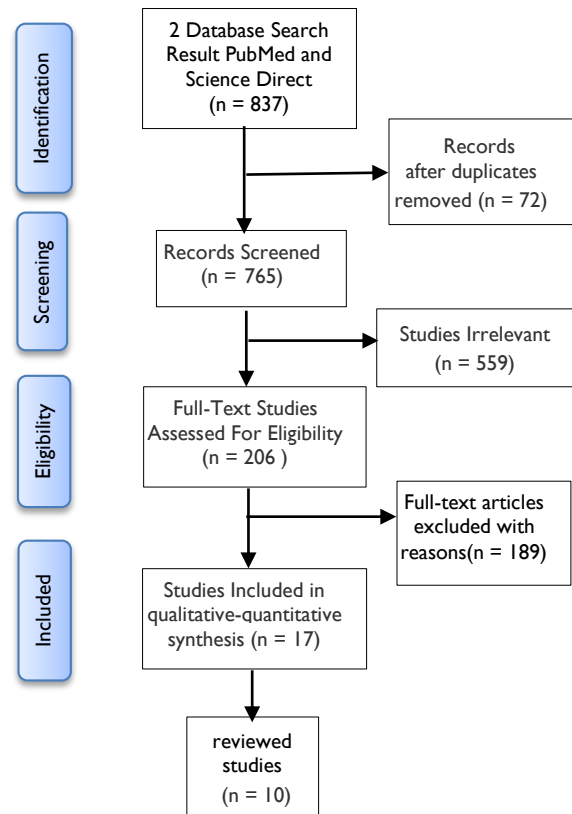 Identification
2 Database Search
Result PubMed and
Science Direct
(n = 837)
Records
after duplicates
removed (n = 72)
Screening
Records Screened
(n = 765)
Studies Irrelevant
(n = 559)
Eligibility
Full-Text Studies
Assessed For Eligibility
(n = 206 )
Full-text articles
excluded with
reasons(n = 189)
Included
Studies Included in
qualitative-quantitative
synthesis (n = 17)
reviewed
studies
(n = 10)